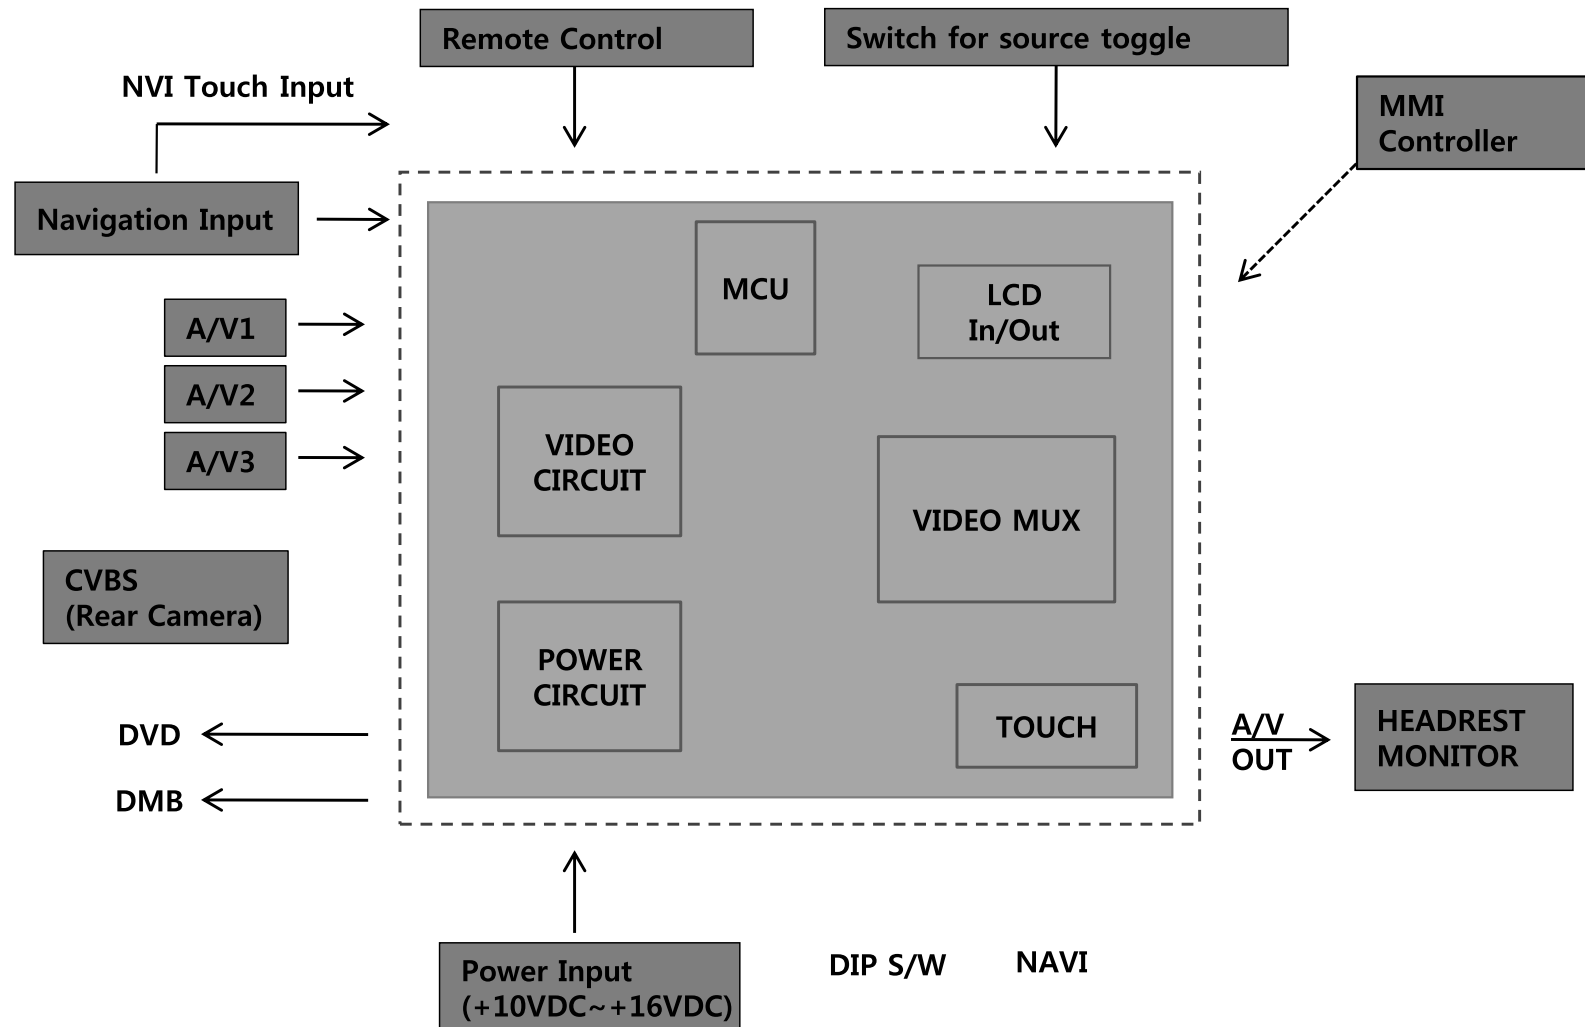 Remote Control
Switch for source toggle
NVI Touch Input
MMI
Controller
Navigation Input
MCU
LCD
In/Out
A/V1
A/V2
A/V3
VIDEO
CIRCUIT
VIDEO MUX
CVBS
(Rear Camera)
POWER
CIRCUIT
TOUCH
DVD
DMB
A/V
OUT
HEADREST
MONITOR
Power Input
(+10VDC~+16VDC)
DIP S/W
NAVI